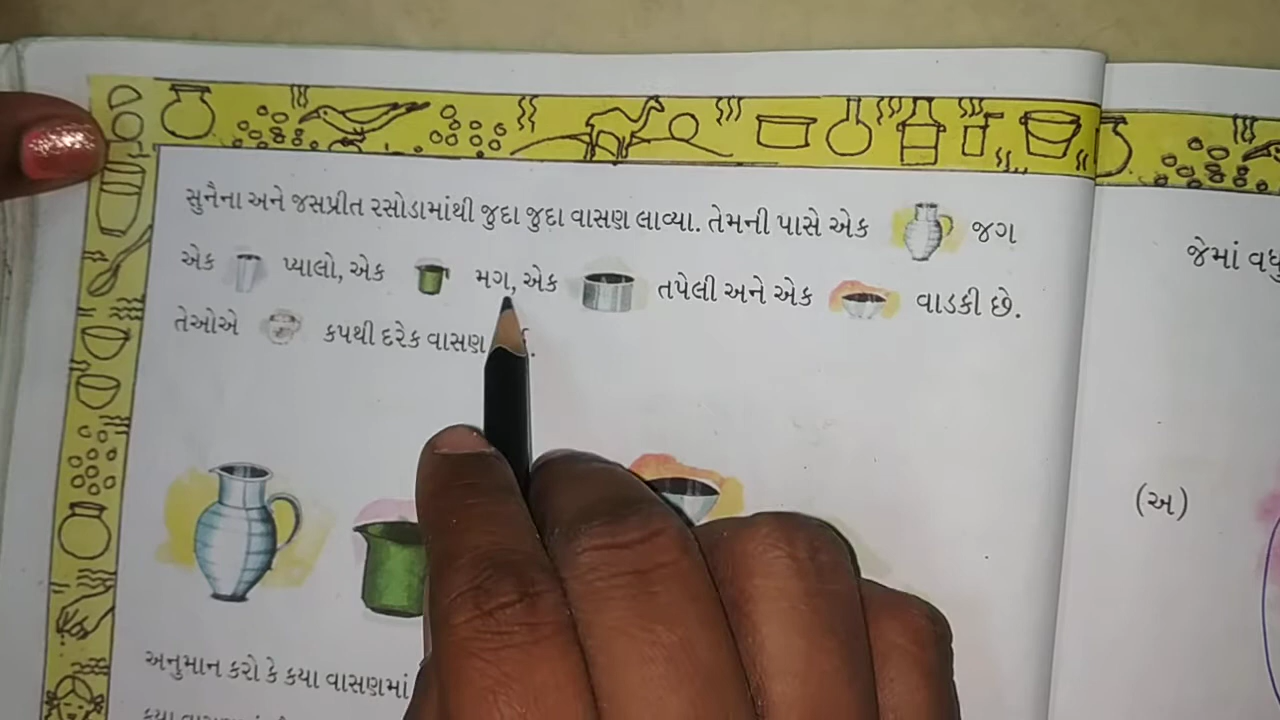 સુનૈના અને જસપ્રીત રસોડામાંથી જુદા જુદા વાસણ લાવ્યા. તેમની પાસે એક જગ
એક પ્યાલો, એક મગ, એક તપેલી અને એક વાડકી છે.
તેઓએ કપથી દરેક વાસણ
અનુમાન કરો કે કયા વાસણમાં
જેમાં વધુ
(અ)